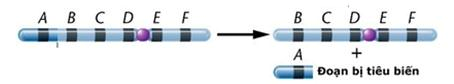 A B C D E F
B C D E F
A +
Đoạn bị tiêu biến